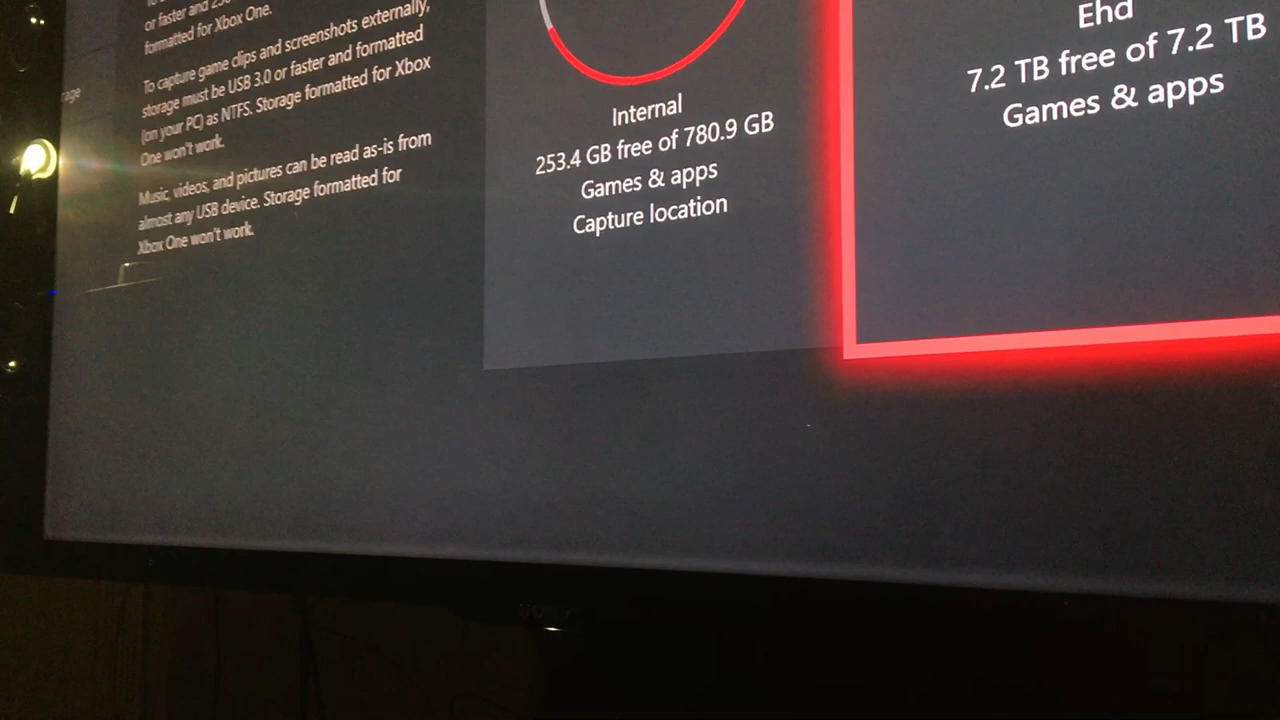 or faster and
formatted for Xbox One.
To capture game clips and screenshots externally,
storage must be USB 3.0 or faster and formatted
(on your PC) as NTFS. Storage formatted for Xbox
One won't work.
Music, videos, and pictures can be read as-is from
almost any USB device. Storage formatted for
Xbox One won't work.
Internal
253.4 GB free of 780.9 GB
Games & apps
Capture location
Ehd
7.2 TB free of 7.2 TB
Games & apps
SONY